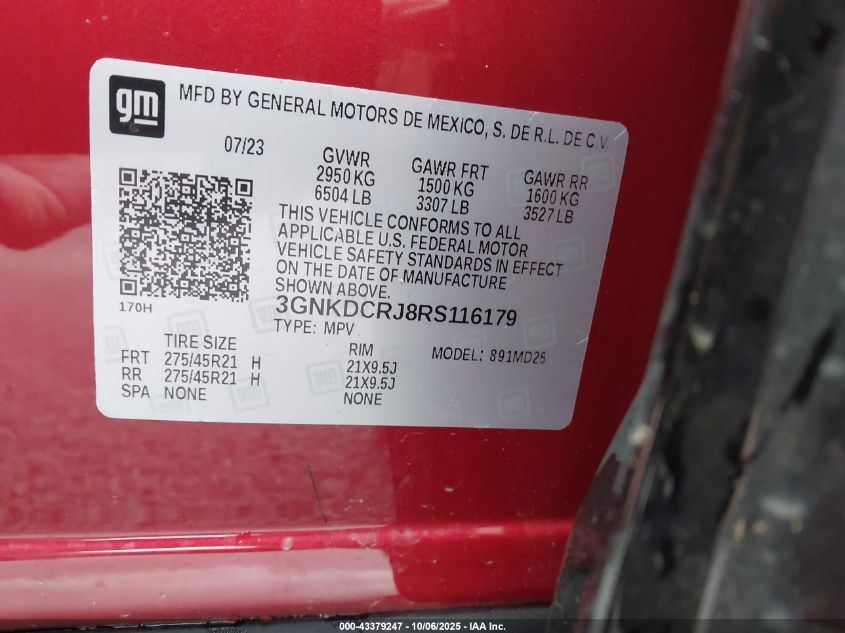 gm
MFD BY GENERAL MOTORS DE MEXICO, S. DE R.L. DE C.V
07/23
GVWR
2950 KG
6504 LB
GAWR FRT
1500 KG
3307 LB
GAWR RR
1600 KG
3527 LB
THIS VEHICLE CONFORMS TO ALL
APPLICABLE U.S. FEDERAL MOTOR
VEHICLE SAFETY STANDARDS IN EFFECT
ON THE DATE OF MANUFACTURE
SHOWN ABOVE.
170H
3GNKDCRJ8RS116179
TYPE: MPV
MODEL: 891MD26
TIRE SIZE
RIM
FRT 275/45R21 H 21X9.5J
RR 275/45R21 H 21X9.5J
SPA NONE NONE
000-43379247 - 10/06/2025 - IAA Inc.